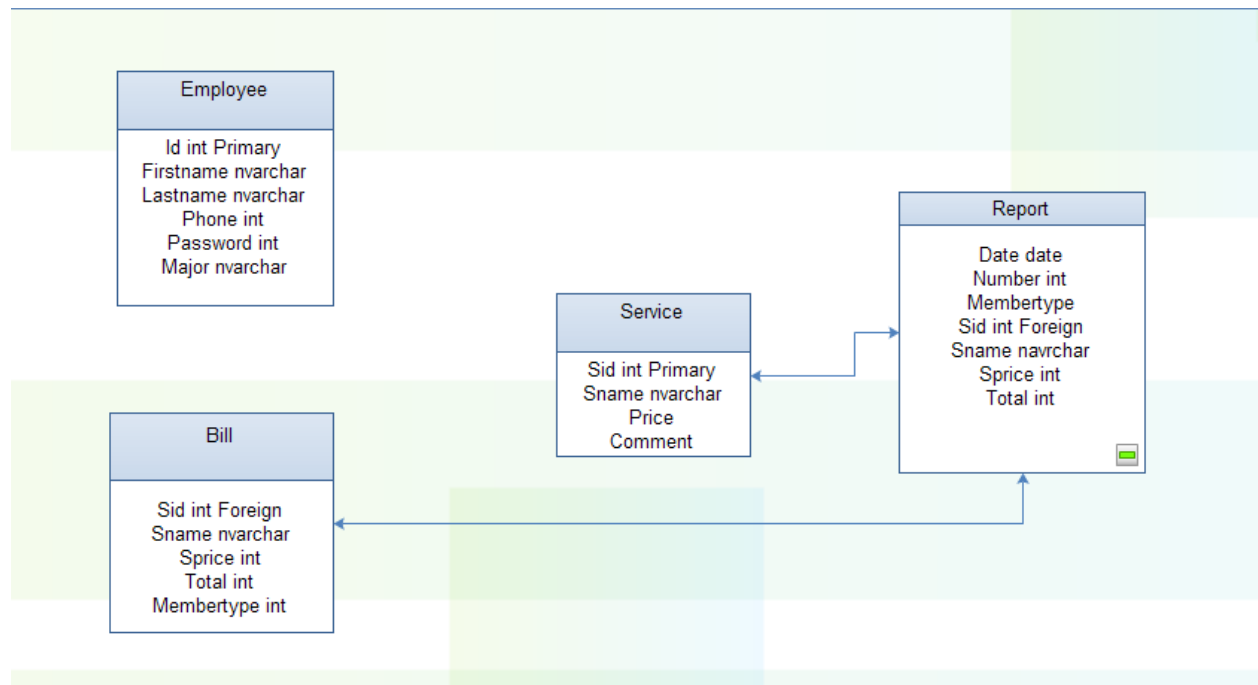 Employee
Id int Primary
Firstname nvarchar
Lastname nvarchar
Phone int
Password int
Major nvarchar
Report
Date date
Number int
Membertype
Sid int Foreign
Sname navrchar
Sprice int
Total int
Service
Sid int Primary
Sname nvarchar
Price
Comment
Bill
Sid int Foreign
Sname nvarchar
Sprice int
Total int
Membertype int